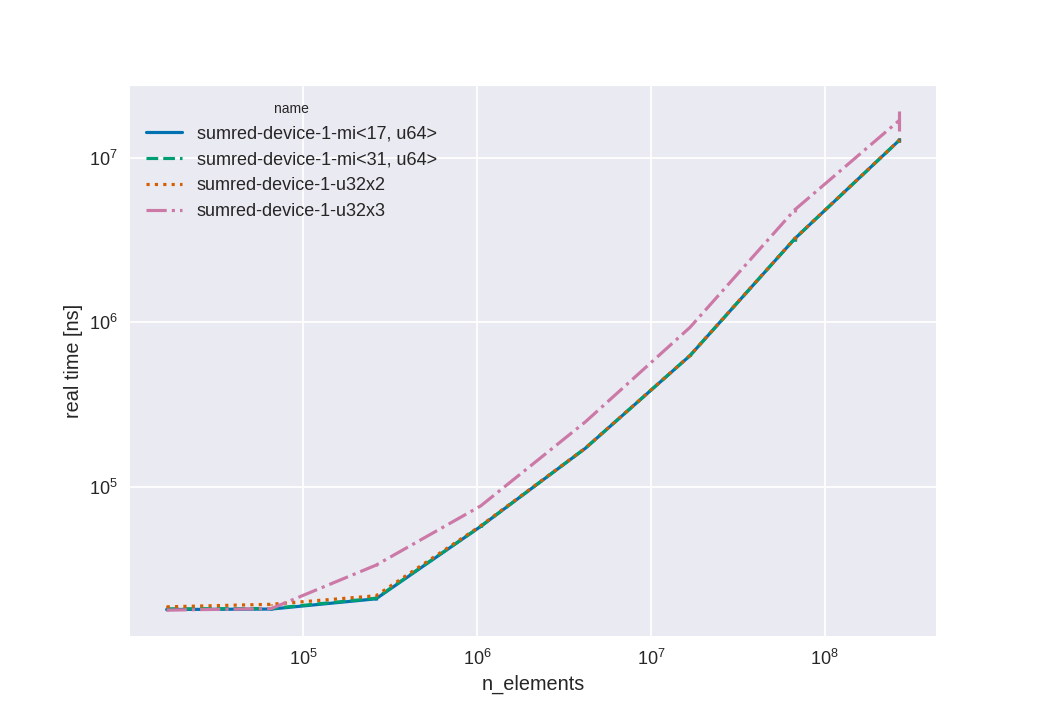 name
sumred-device-1-mi<17, u64>
sumred-device-1-mi<31, u64>
sumred-device-1-u32x2
sumred-device-1-u32x3
10⁷
10⁶
10⁵
real time [ns]
10⁵ 10⁶ 10⁷ 10⁸
n_elements